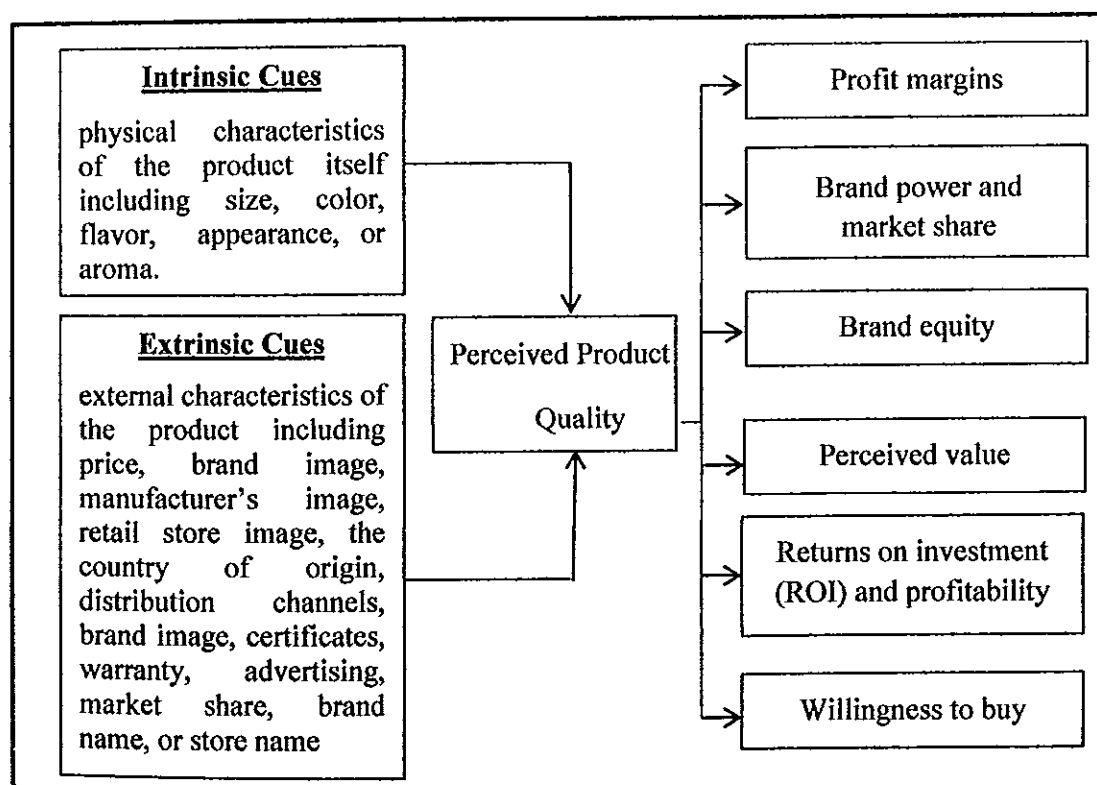 Intrinsic Cues
physical characteristics
of the product itself
including size, color,
flavor, appearance, or
aroma.
Extrinsic Cues
external characteristics of
the product including
price, brand image,
manufacturer's image,
retail store image, the
country of origin,
distribution channels,
brand image, certificates,
warranty, advertising,
market share, brand
name, or store name
Perceived Product
Quality
Profit margins
Brand power and
market share
Brand equity
Perceived value
Returns on investment
(ROI) and profitability
Willingness to buy